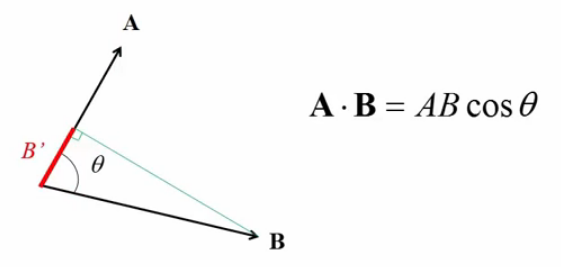 A
A · B = AB cos θ
B’
θ
B